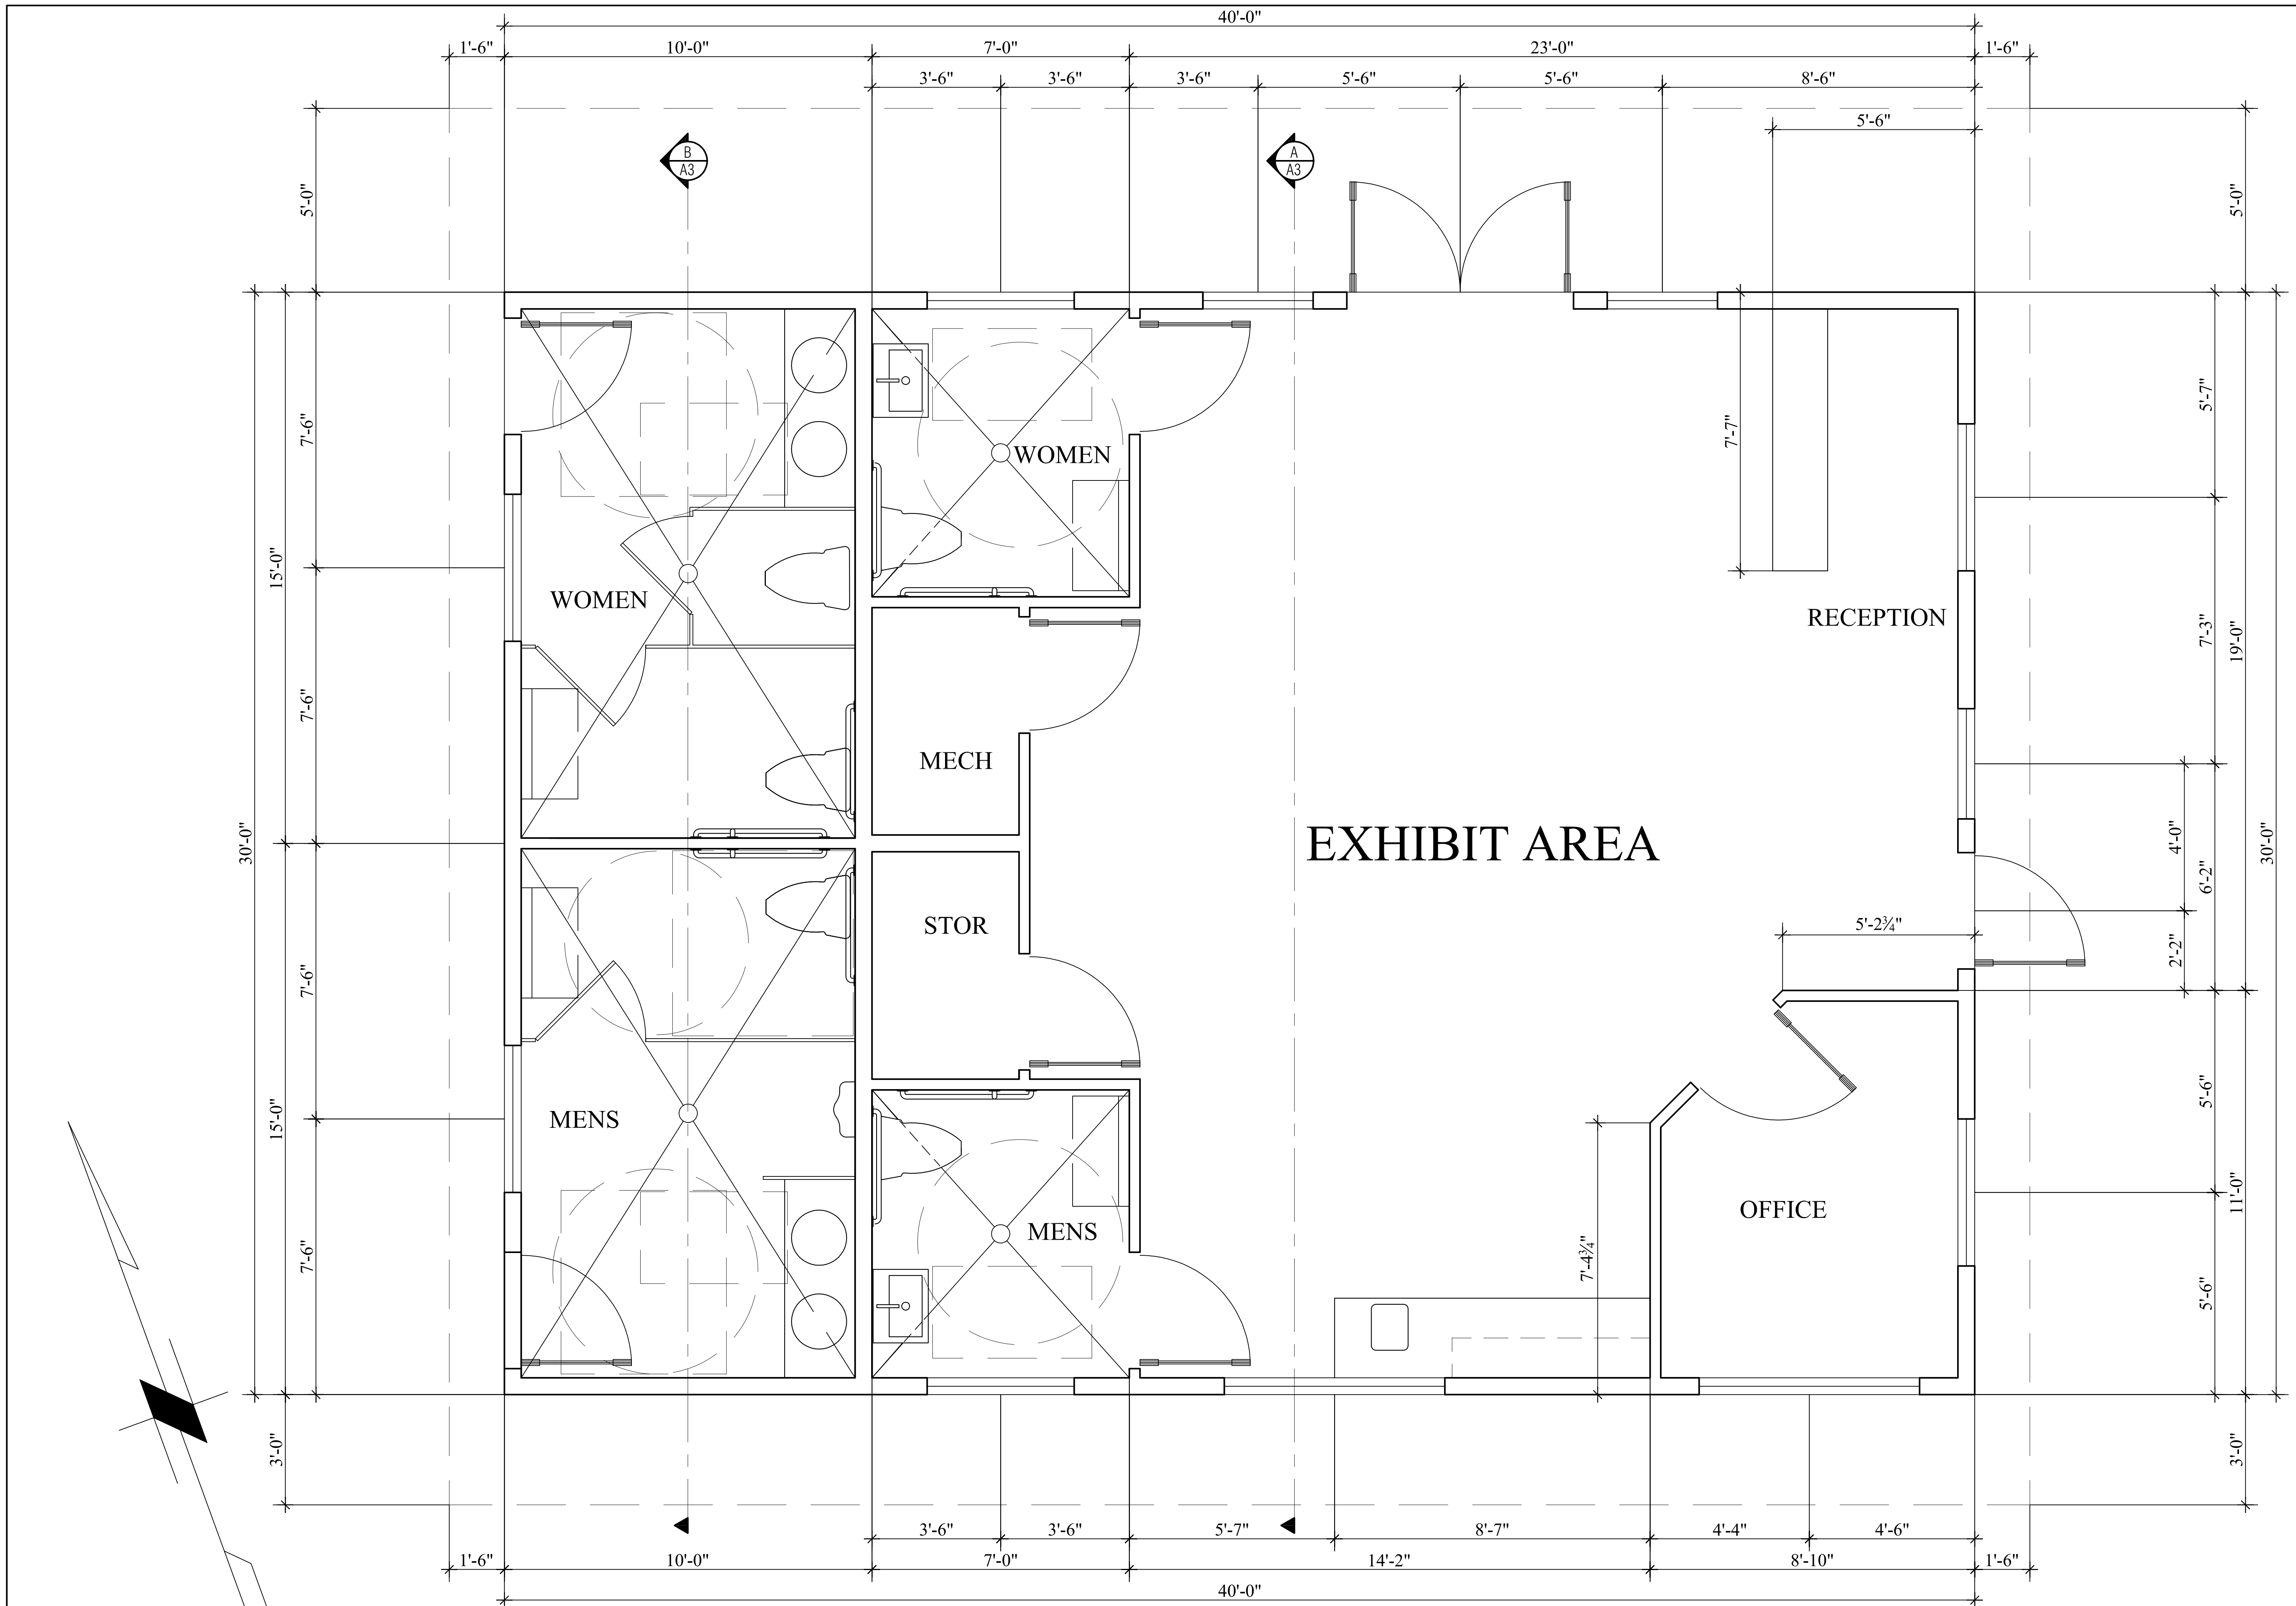 40'-0"
1'-6" 10'-0" 7'-0" 23'-0" 1'-6"
3'-6" 3'-6" 3'-6" 5'-6" 5'-6" 8'-6"
5'-6"
B
A3
A
A3
5'-0"
5'-0"
7'-6"
15'-0"
7'-6"
30'-0"
7'-6"
15'-0"
7'-6"
3'-0"
WOMEN
WOMEN
7'-7"
RECEPTION
MECH
EXHIBIT AREA
STOR
5'-2¾"
MENS
MENS
OFFICE
7'-4¾"
5'-7"
7'-3"
19'-0"
4'-0"
6'-2"
30'-0"
2'-2"
5'-6"
11'-0"
5'-6"
3'-0"
3'-6" 3'-6" 5'-7" 8'-7" 4'-4" 4'-6"
1'-6" 10'-0" 7'-0" 14'-2" 8'-10" 1'-6"
40'-0"